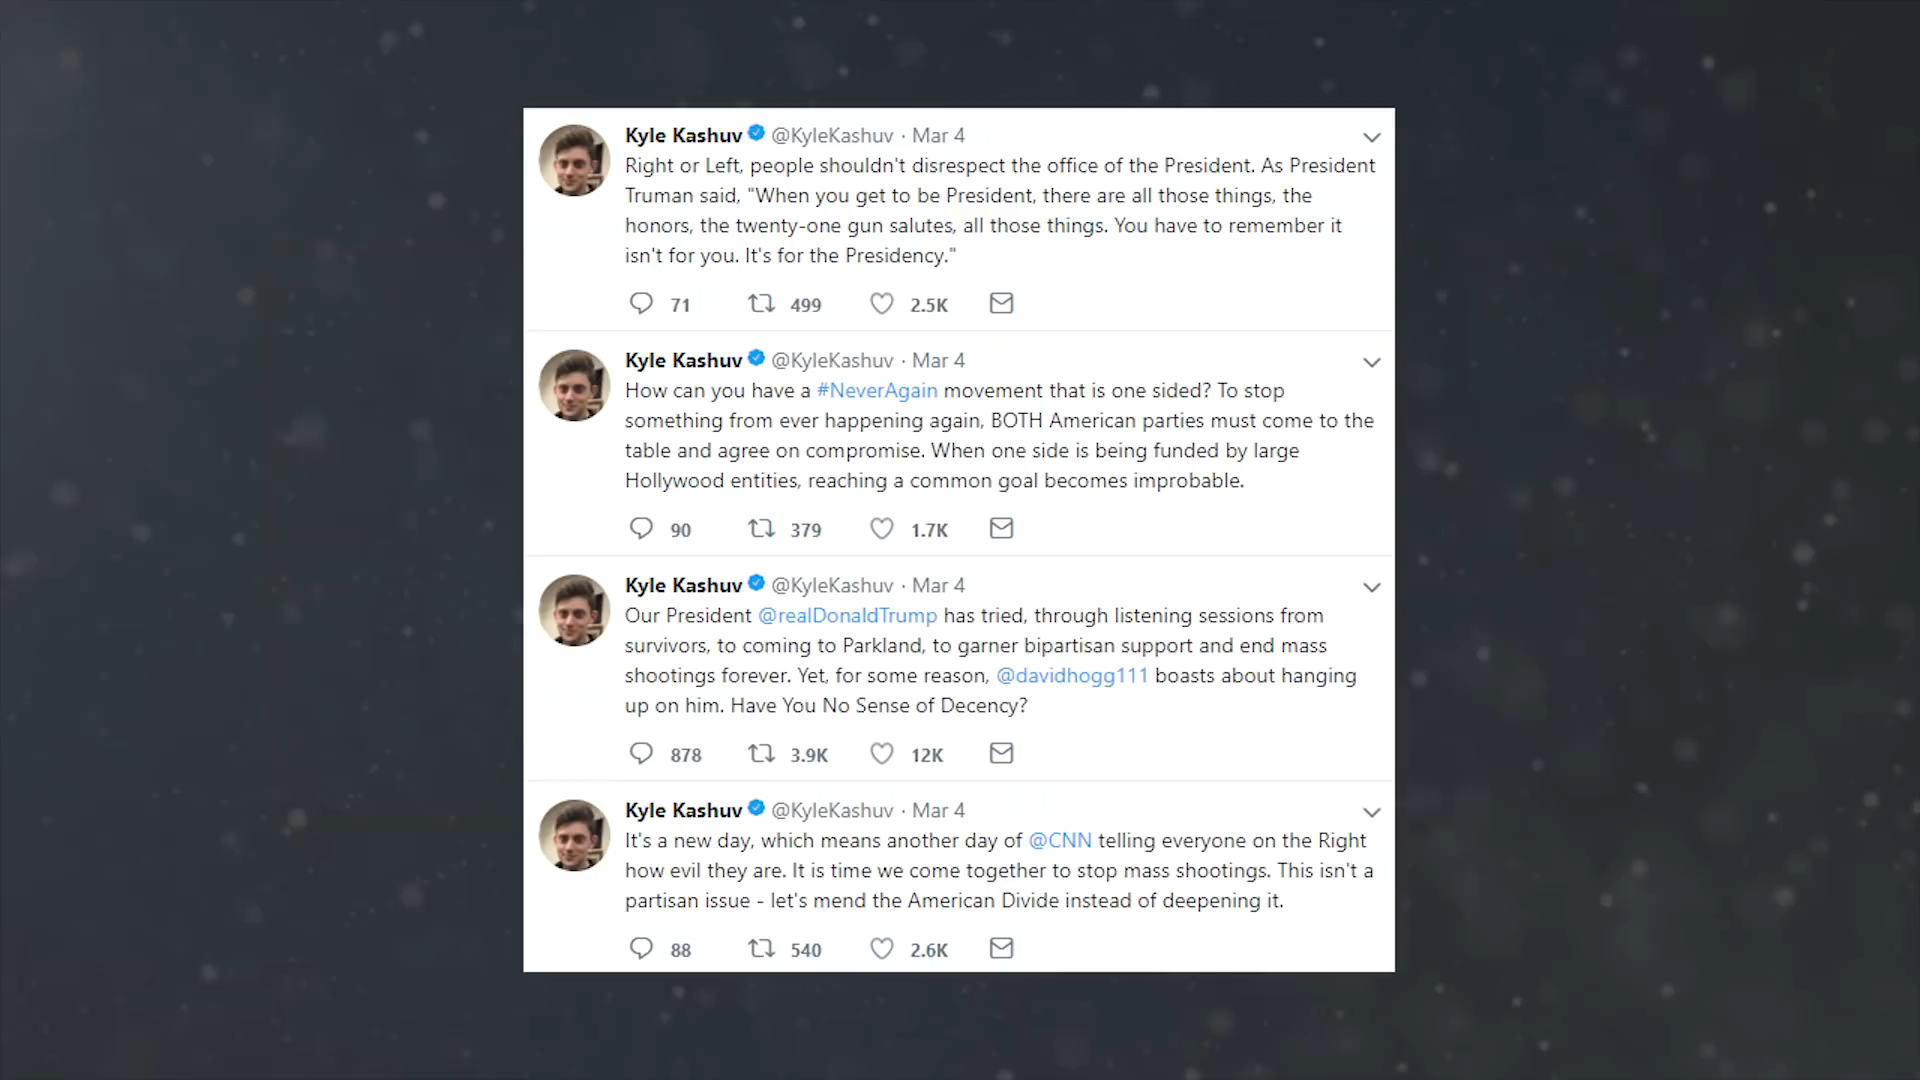 Kyle Kashuv @KyleKashuv · Mar 4
Right or Left, people shouldn't disrespect the office of the President. As President
Truman said, "When you get to be President, there are all those things, the
honors, the twenty-one gun salutes, all those things. You have to remember it
isn't for you. It's for the Presidency."
71 499 2.5K
Kyle Kashuv @KyleKashuv · Mar 4
How can you have a #NeverAgain movement that is one sided? To stop
something from ever happening again, BOTH American parties must come to the
table and agree on compromise. When one side is being funded by large
Hollywood entities, reaching a common goal becomes improbable.
90 379 1.7K
Kyle Kashuv @KyleKashuv · Mar 4
Our President @realDonaldTrump has tried, through listening sessions from
survivors, to coming to Parkland, to garner bipartisan support and end mass
shootings forever. Yet, for some reason, @davidhogg111 boasts about hanging
up on him. Have You No Sense of Decency?
878 3.9K 12K
Kyle Kashuv @KyleKashuv · Mar 4
It's a new day, which means another day of @CNN telling everyone on the Right
how evil they are. It is time we come together to stop mass shootings. This isn't a
partisan issue - let's mend the American Divide instead of deepening it.
88 540 2.6K